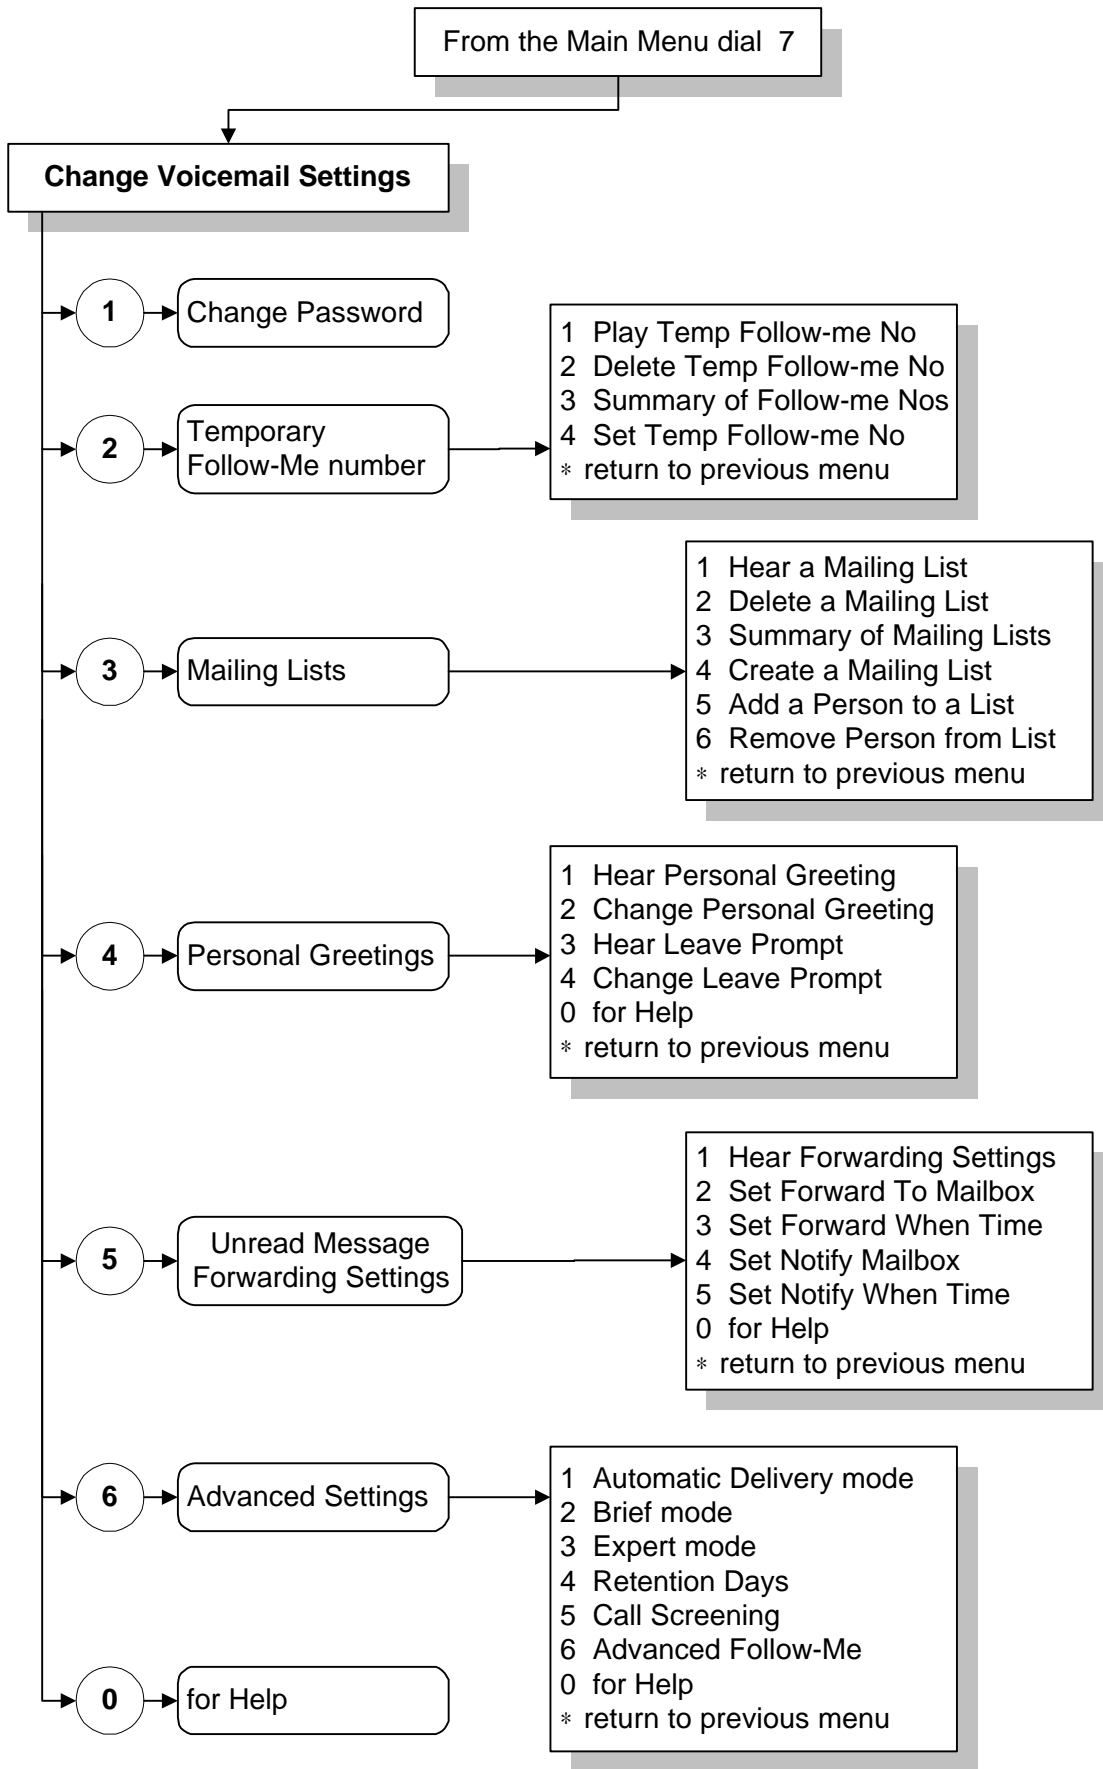 From the Main Menu dial 7
Change Voicemail Settings
1
Change Password
2
Temporary
Follow-Me number
1 Play Temp Follow-me No
2 Delete Temp Follow-me No
3 Summary of Follow-me Nos
4 Set Temp Follow-me No
* return to previous menu
3
Mailing Lists
1 Hear a Mailing List
2 Delete a Mailing List
3 Summary of Mailing Lists
4 Create a Mailing List
5 Add a Person to a List
6 Remove Person from List
* return to previous menu
4
Personal Greetings
1 Hear Personal Greeting
2 Change Personal Greeting
3 Hear Leave Prompt
4 Change Leave Prompt
0 for Help
* return to previous menu
5
Unread Message
Forwarding Settings
1 Hear Forwarding Settings
2 Set Forward To Mailbox
3 Set Forward When Time
4 Set Notify Mailbox
5 Set Notify When Time
0 for Help
* return to previous menu
6
Advanced Settings
1 Automatic Delivery mode
2 Brief mode
3 Expert mode
4 Retention Days
5 Call Screening
6 Advanced Follow-Me
0 for Help
* return to previous menu
0
for Help